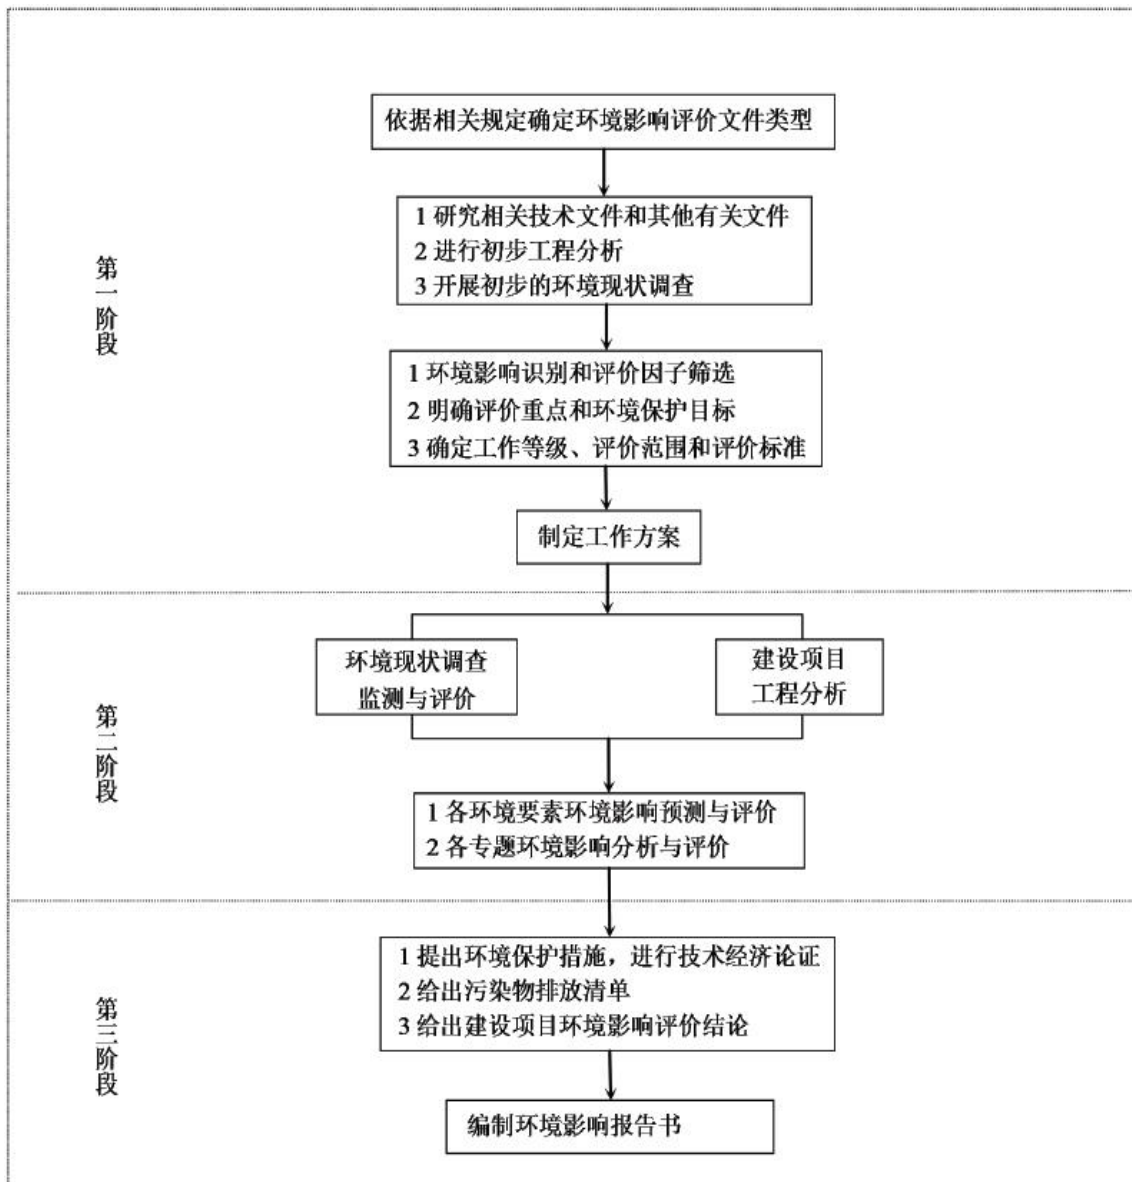 第一阶段
依据相关规定确定环境影响评价文件类型
1 研究相关技术文件和其他有关文件
2 进行初步工程分析
3 开展初步的环境现状调查
1 环境影响识别和评价因子筛选
2 明确评价重点和环境保护目标
3 确定工作等级、评价范围和评价标准
制定工作方案
第二阶段
环境现状调查
监测与评价
建设项目
工程分析
1 各环境要素环境影响预测与评价
2 各专题环境影响分析与评价
第三阶段
1 提出环境保护措施，进行技术经济论证
2 给出污染物排放清单
3 给出建设项目环境影响评价结论
编制环境影响报告书